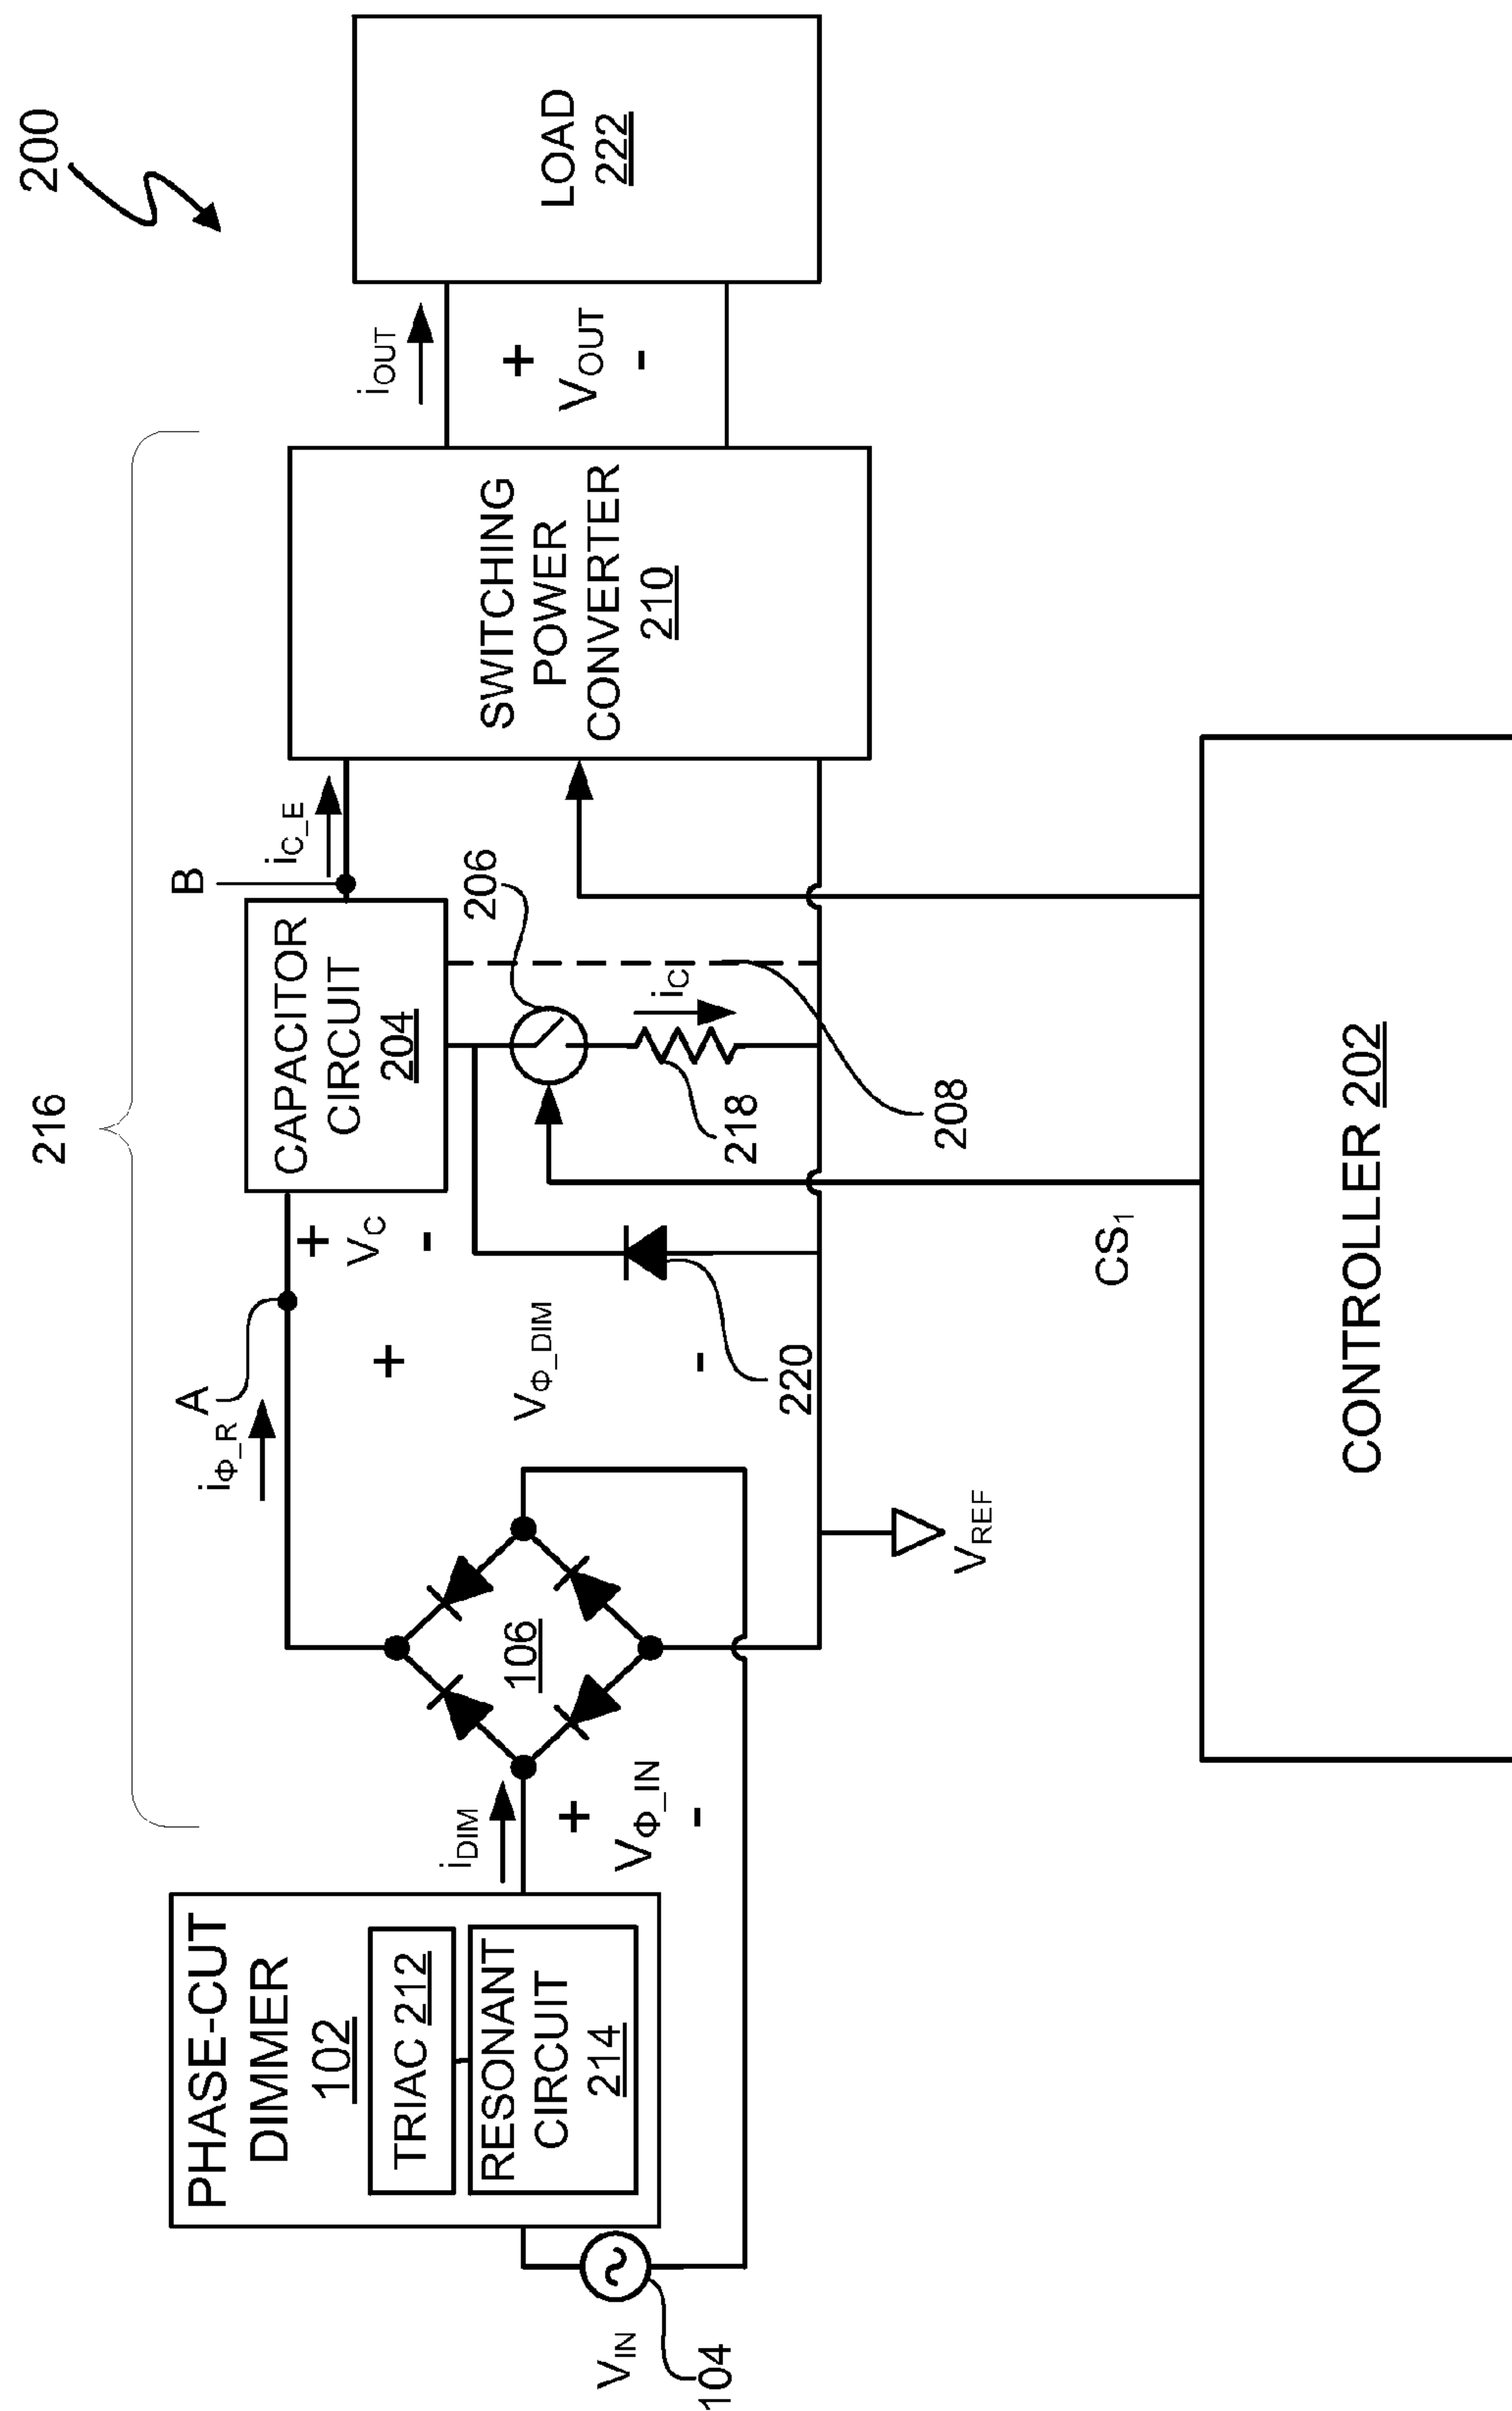 200
216
PHASE-CUT
DIMMER
102
TRIAC 212
RESONANT
CIRCUIT
214
VIN
104
iDIM
+
VΦ_IN
-
106
iΦ_R
A
+
VΦ_DIM
-
VREF
+
VC
-
220
CAPACITOR
CIRCUIT
204
B
iC_E
206
iC
218
208
CS1
CONTROLLER 202
SWITCHING
POWER
CONVERTER
210
iOUT
+
VOUT
-
LOAD
222